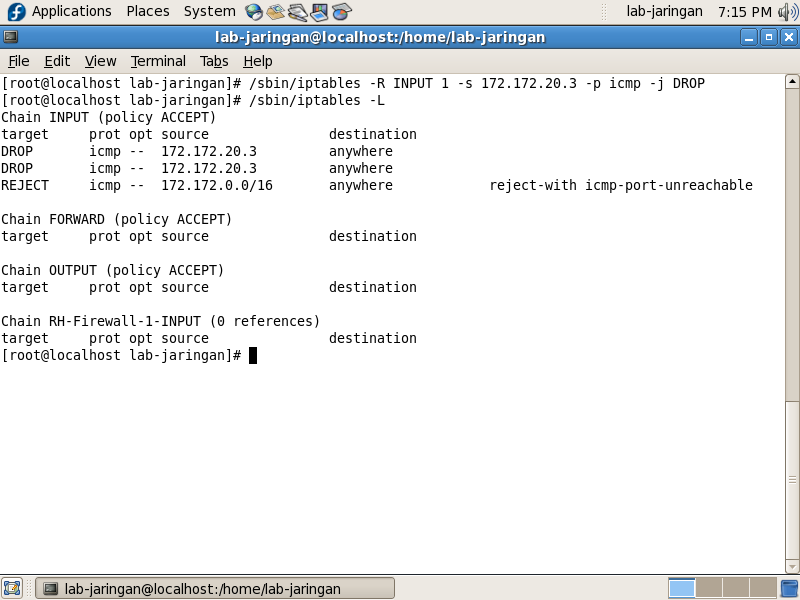 Applications Places System lab-jaringan 7:15 PM
lab-jaringan@localhost:/home/lab-jaringan
File Edit View Terminal Tabs Help
[root@localhost lab-jaringan]# /sbin/iptables -R INPUT 1 -s 172.172.20.3 -p icmp -j DROP
[root@localhost lab-jaringan]# /sbin/iptables -L
Chain INPUT (policy ACCEPT)
target     prot opt source               destination
DROP       icmp --  172.172.20.3         anywhere
DROP       icmp --  172.172.20.3         anywhere
REJECT     icmp --  172.172.0.0/16       anywhere            reject-with icmp-port-unreachable
Chain FORWARD (policy ACCEPT)
target     prot opt source               destination
Chain OUTPUT (policy ACCEPT)
target     prot opt source               destination
Chain RH-Firewall-1-INPUT (0 references)
target     prot opt source               destination
[root@localhost lab-jaringan]#
lab-jaringan@localhost:/home/lab-jaringan